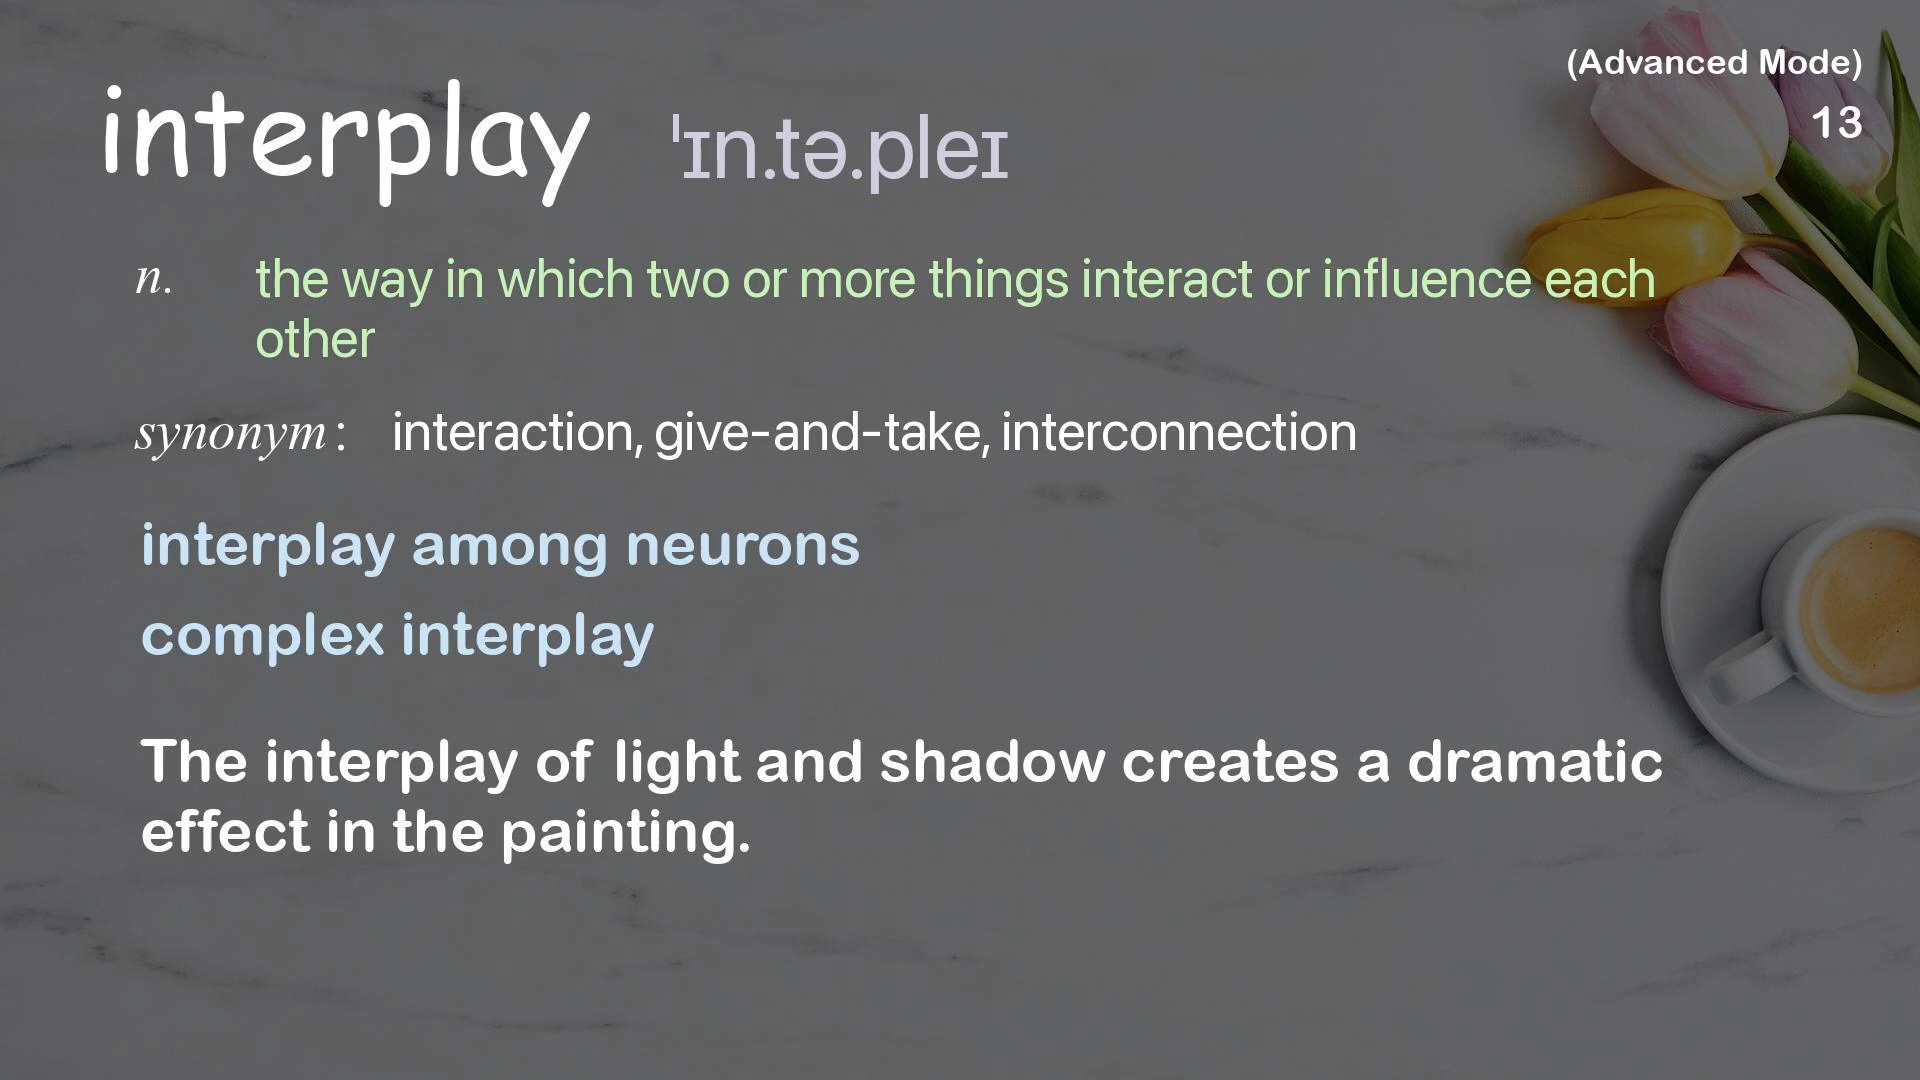 (Advanced Mode)
13
interplay ˈɪn.tə.pleɪ
n. the way in which two or more things interact or influence each
other
synonym: interaction, give-and-take, interconnection
interplay among neurons
complex interplay
The interplay of light and shadow creates a dramatic
effect in the painting.